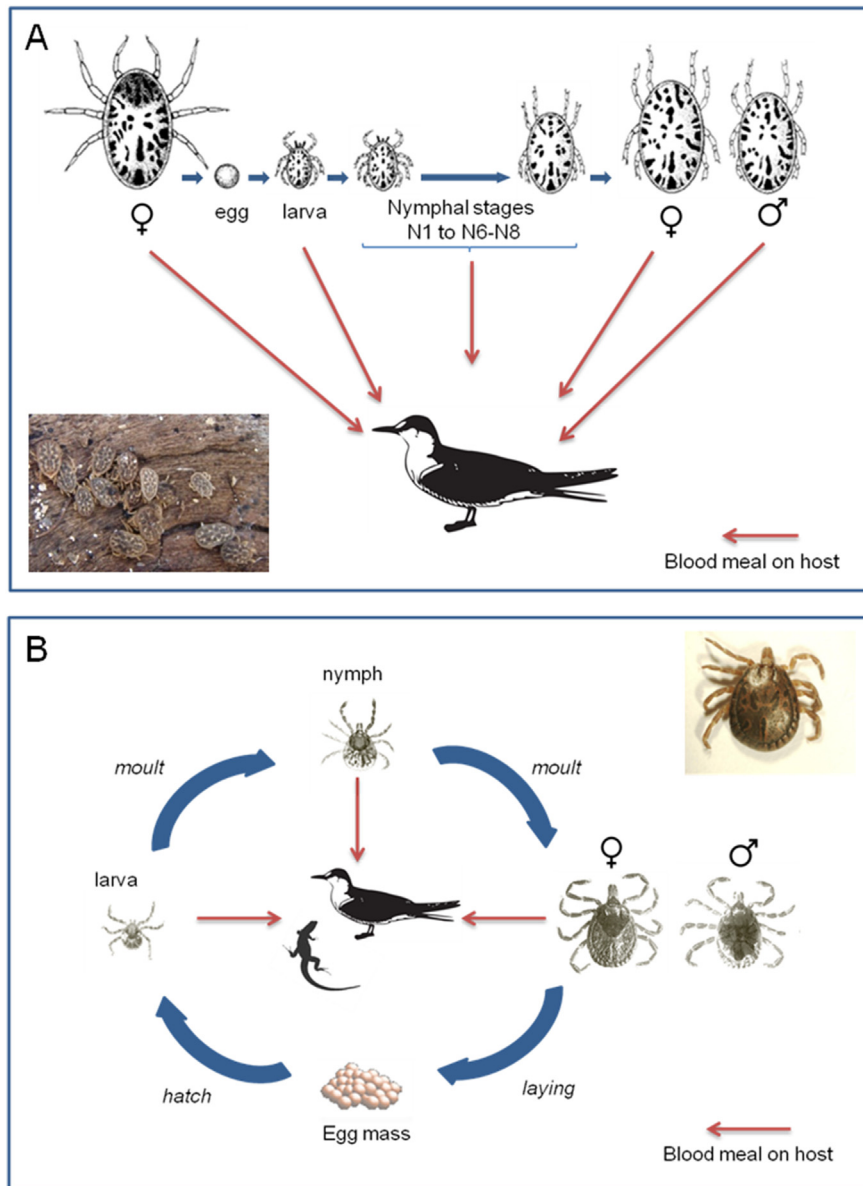 A
♀
egg
larva
Nymphal stages
N1 to N6-N8
♀
♂
Blood meal on host
B
nymph
moult
moult
♀
♂
larva
hatch
Egg mass
laying
Blood meal on host